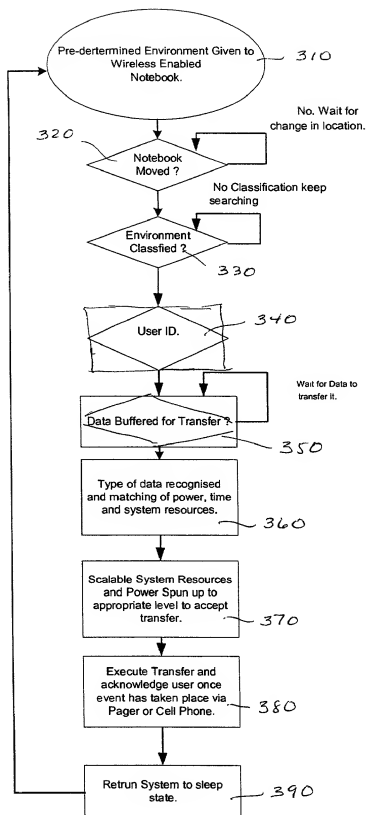 Pre-dertermined Environment Given to
Wireless Enabled
Notebook.
310
No. Wait for
change in location.
320
Notebook
Moved ?
No Classification keep
searching
Environment
Classfied ?
330
User ID.
340
Wait for Data to
transfer it.
Data Buffered for Transfer ?
350
Type of data recognised
and matching of power, time
and system resources.
360
Scalable System Resources
and Power Spun up to
appropriate level to accept
transfer.
370
Execute Transfer and
acknowledge user once
event has taken place via
Pager or Cell Phone.
380
Retrun System to sleep
state.
390